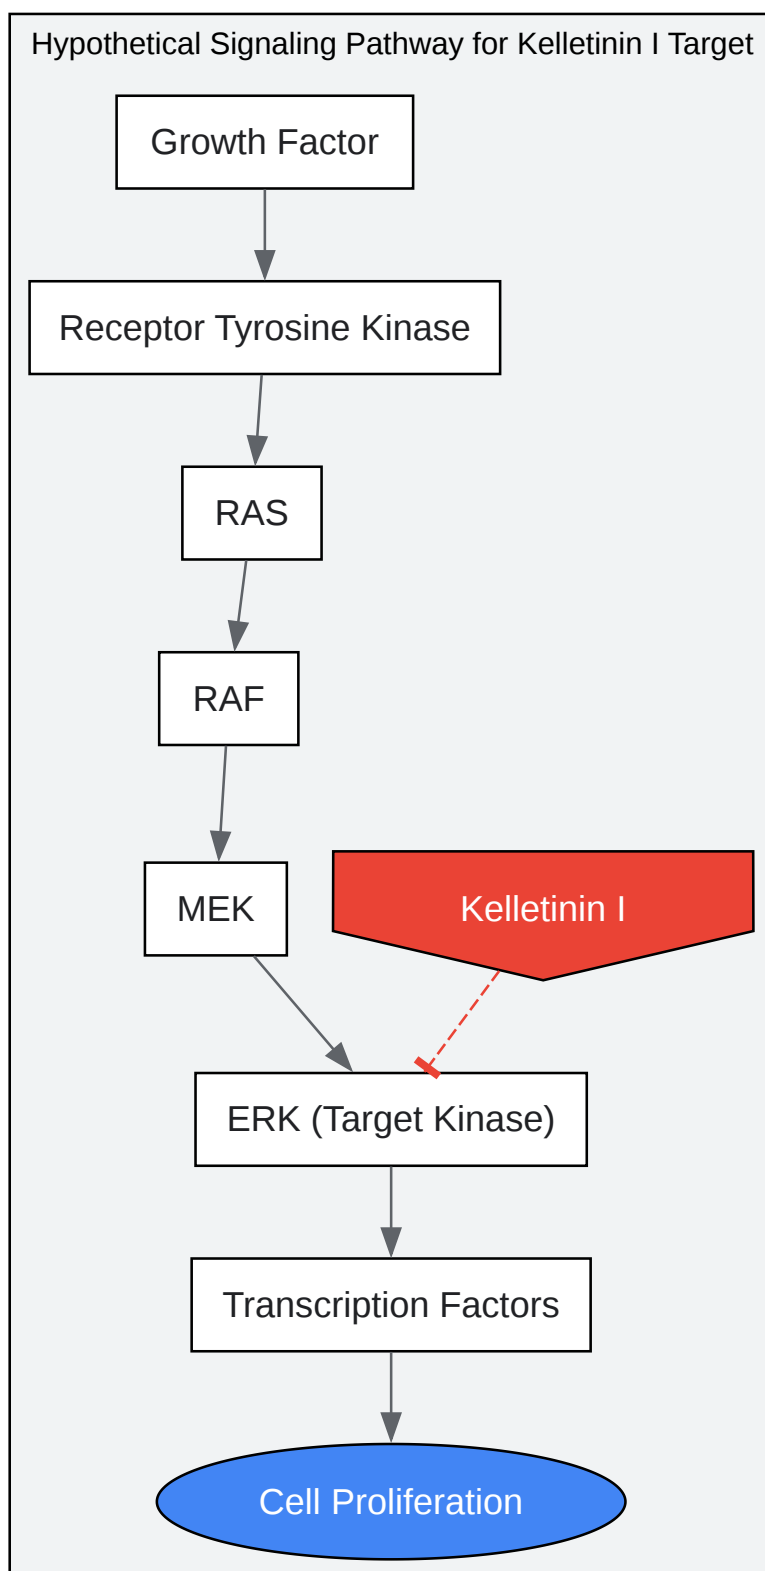 Hypothetical Signaling Pathway for Kelletinin I Target
Growth Factor
Receptor Tyrosine Kinase
RAS
RAF
MEK
Kelletinin I
ERK (Target Kinase)
Transcription Factors
Cell Proliferation